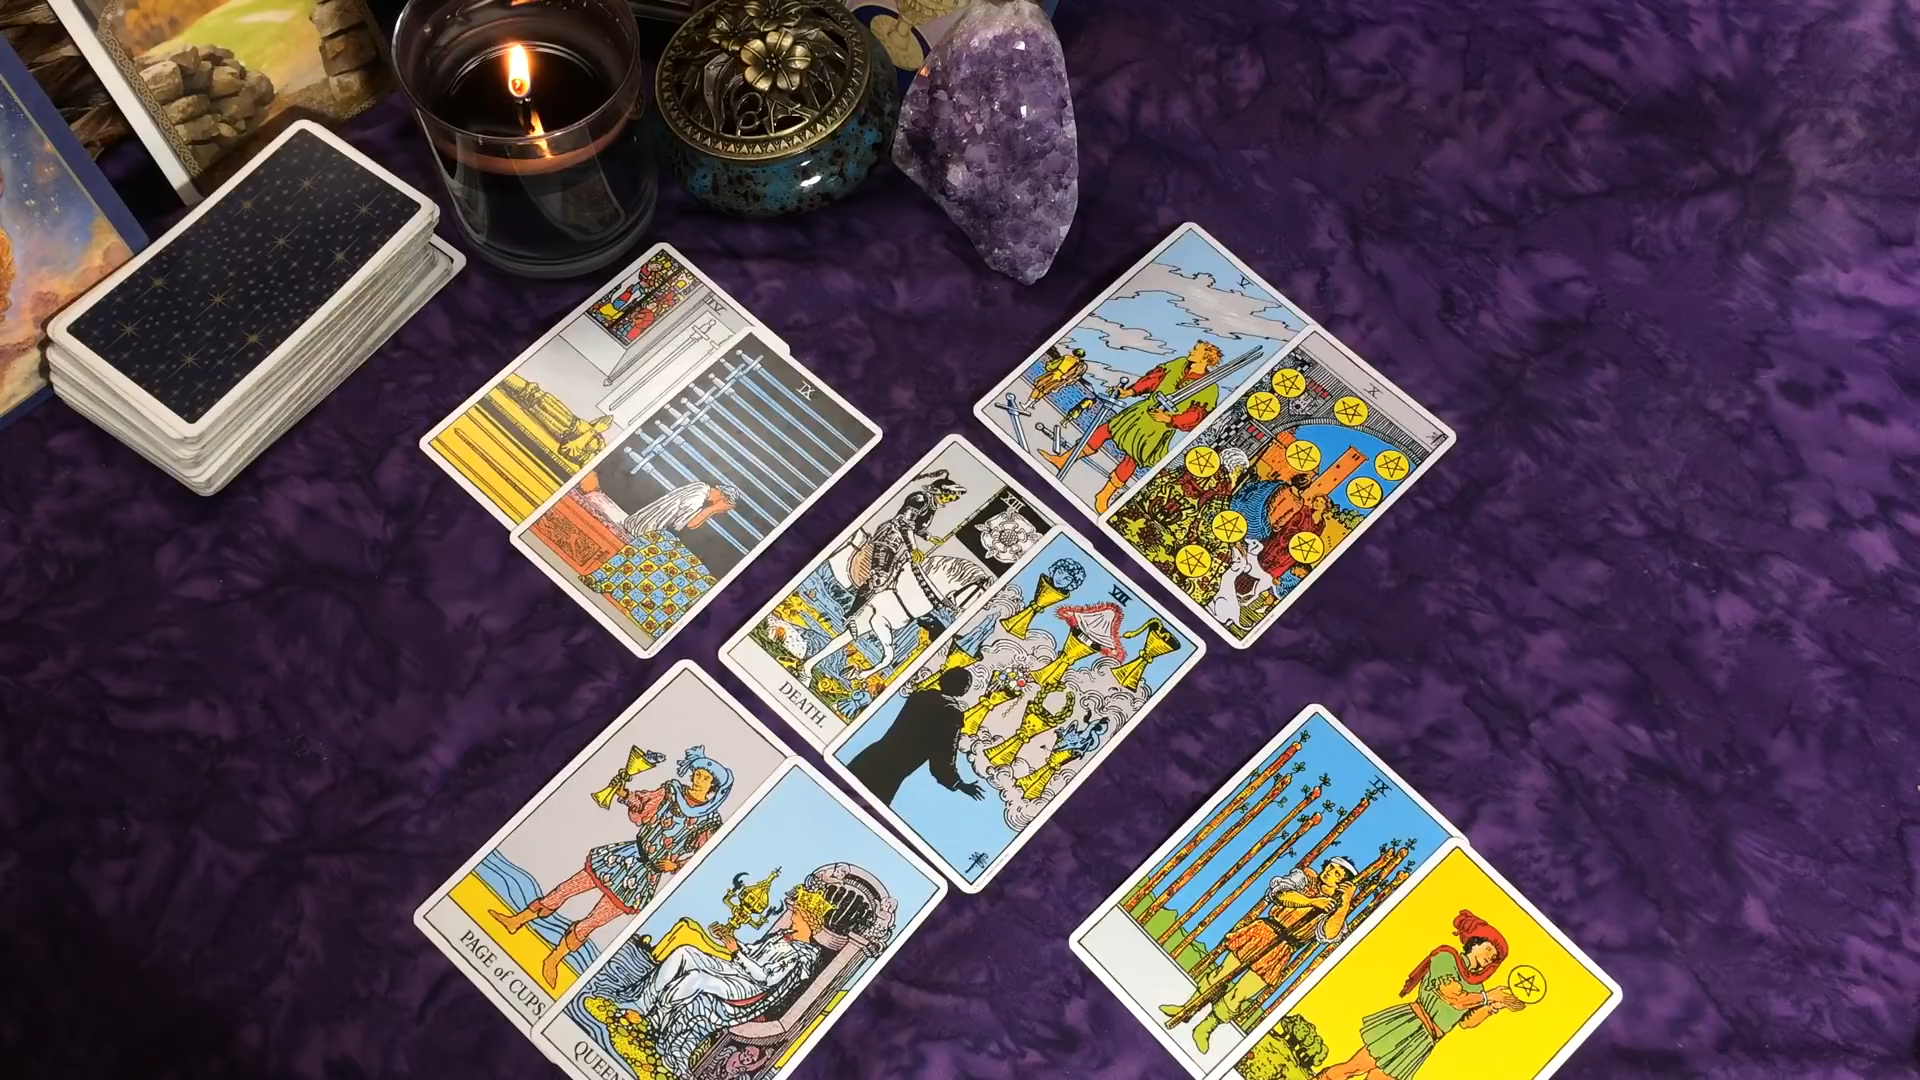 IV
V
IX
X
XIII
VII
DEATH.
PAGE of CUPS.
QUEEN
IX